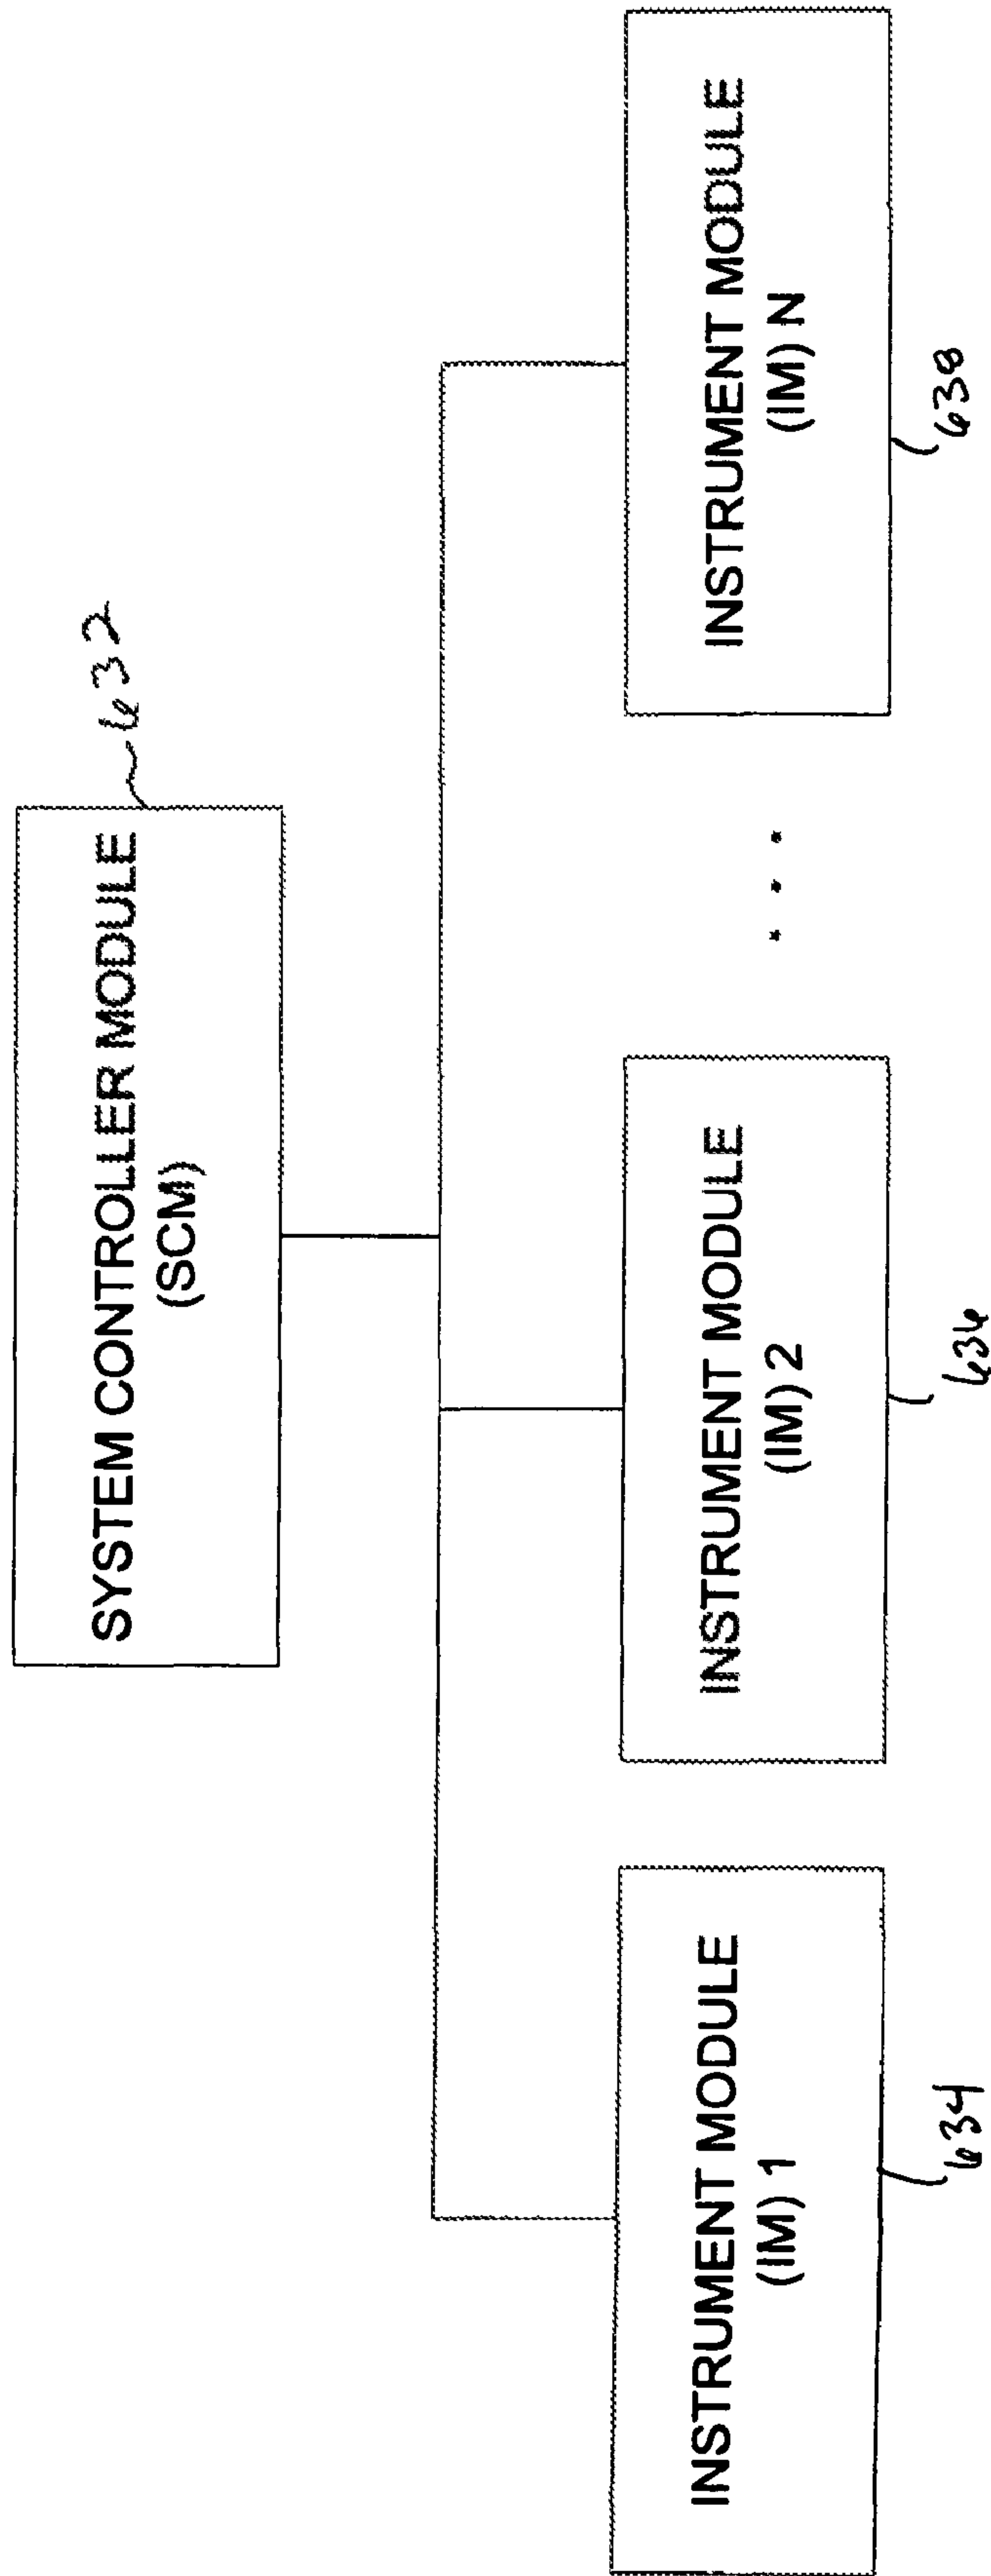 SYSTEM CONTROLLER MODULE
(SCM)
632
INSTRUMENT MODULE
(IM) 1
634
INSTRUMENT MODULE
(IM) 2
636
. . .
INSTRUMENT MODULE
(IM) N
638